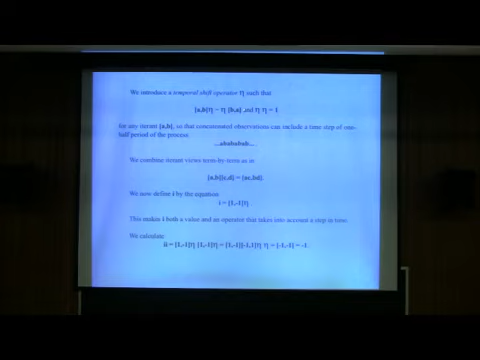 We introduce a temporal shift operator η such that
[a,b]η = η [b,a] and η η = 1
for any iterant [a,b], so that concatenated observations can include a time step of one-
half period of the process
...abababab...
We combine iterant views term-by-term as in
[a,b][c,d] = [ac,bd].
We now define i by the equation
i = [1,-1]η
This makes i both a value and an operator that takes into account a step in time.
We calculate
ii = [1,-1]η [1,-1]η = [1,-1][-1,1]η η = [-1,-1] = -1.